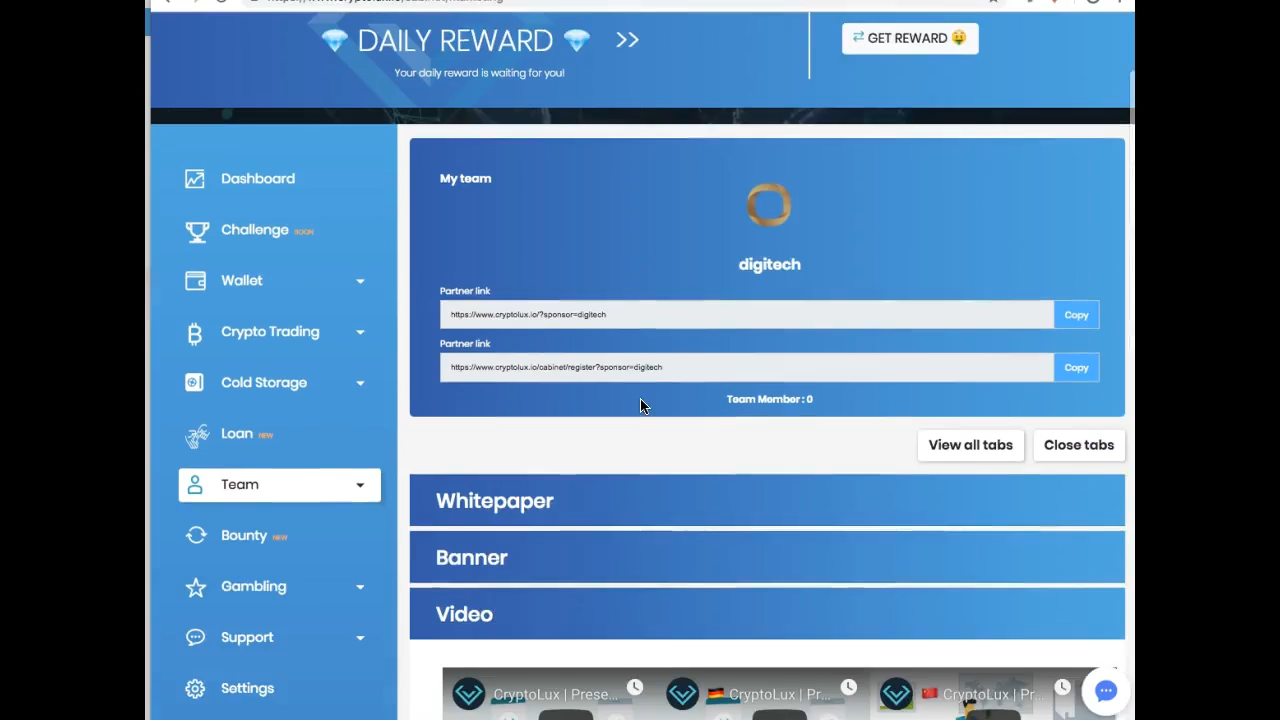 DAILY REWARD >>
Your daily reward is waiting for you!
GET REWARD
Dashboard
Challenge SOON
Wallet
Crypto Trading
Cold Storage
Loan NEW
Team
Bounty NEW
Gambling
Support
Settings
My team
digitech
Partner link
https://www.cryptolux.io/?sponsor=digitech
Copy
Partner link
https://www.cryptolux.io/cabinet/register?sponsor=digitech
Copy
Team Member : 0
View all tabs
Close tabs
Whitepaper
Banner
Video
CryptoLux | Prese...
CryptoLux | Pr...
CryptoLux | Pr...